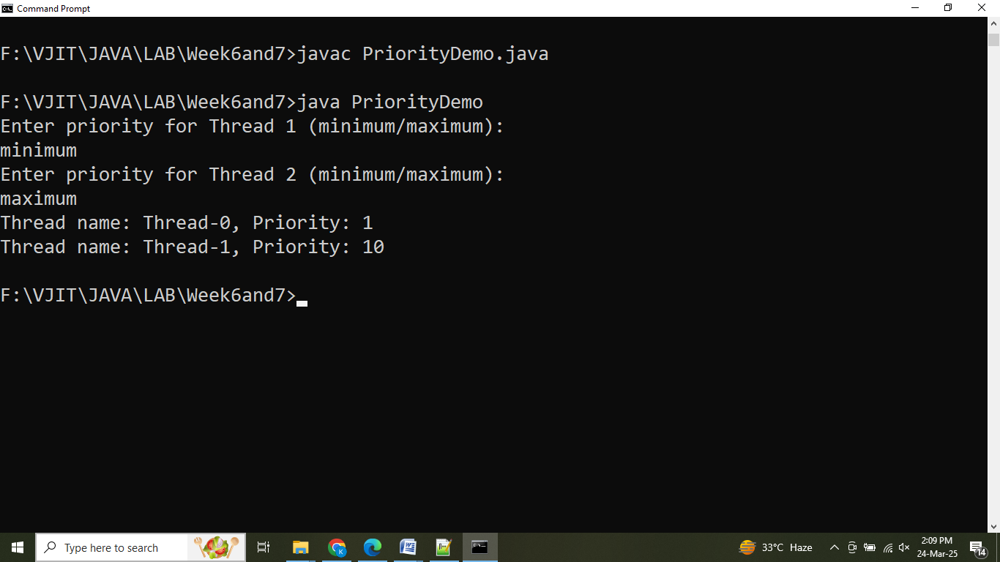 Command Prompt
F:\VJIT\JAVA\LAB\Week6and7>javac PriorityDemo.java
F:\VJIT\JAVA\LAB\Week6and7>java PriorityDemo
Enter priority for Thread 1 (minimum/maximum):
minimum
Enter priority for Thread 2 (minimum/maximum):
maximum
Thread name: Thread-0, Priority: 1
Thread name: Thread-1, Priority: 10
F:\VJIT\JAVA\LAB\Week6and7>
Type here to search
33°C Haze
2:09 PM
24-Mar-25
14